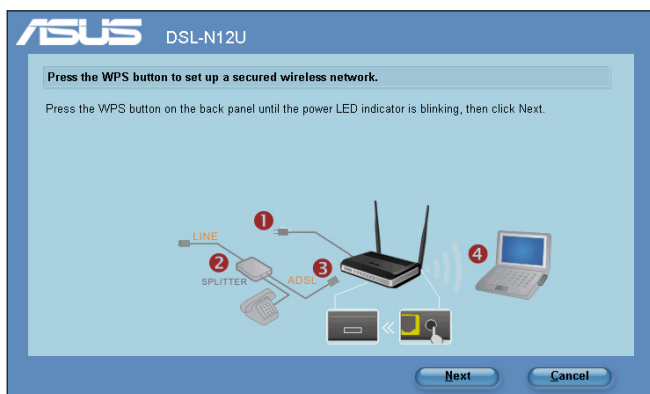 ASUS DSL-N12U
Press the WPS button to set up a secured wireless network.
Press the WPS button on the back panel until the power LED indicator is blinking, then click Next.
1
LINE
2
3
4
SPLITTER
ADSL
Next
Cancel